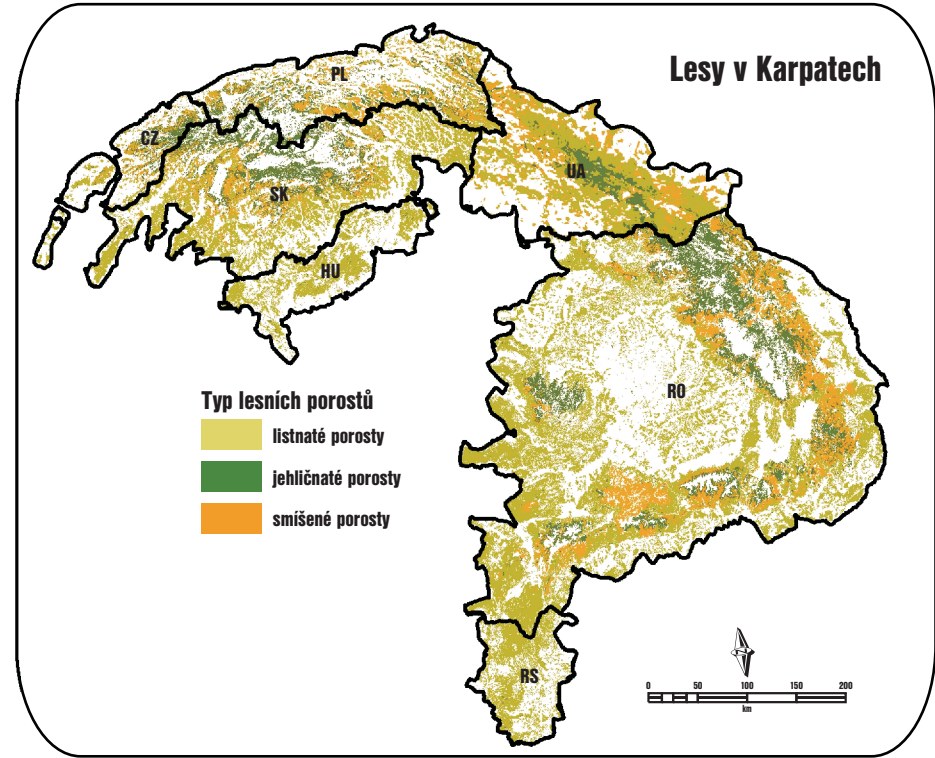 Lesy v Karpatech
PL
CZ
SK
UA
HU
RO
RS
Typ lesních porostů
listnaté porosty
jehličnaté porosty
smíšené porosty
0 50 100 150 200
km